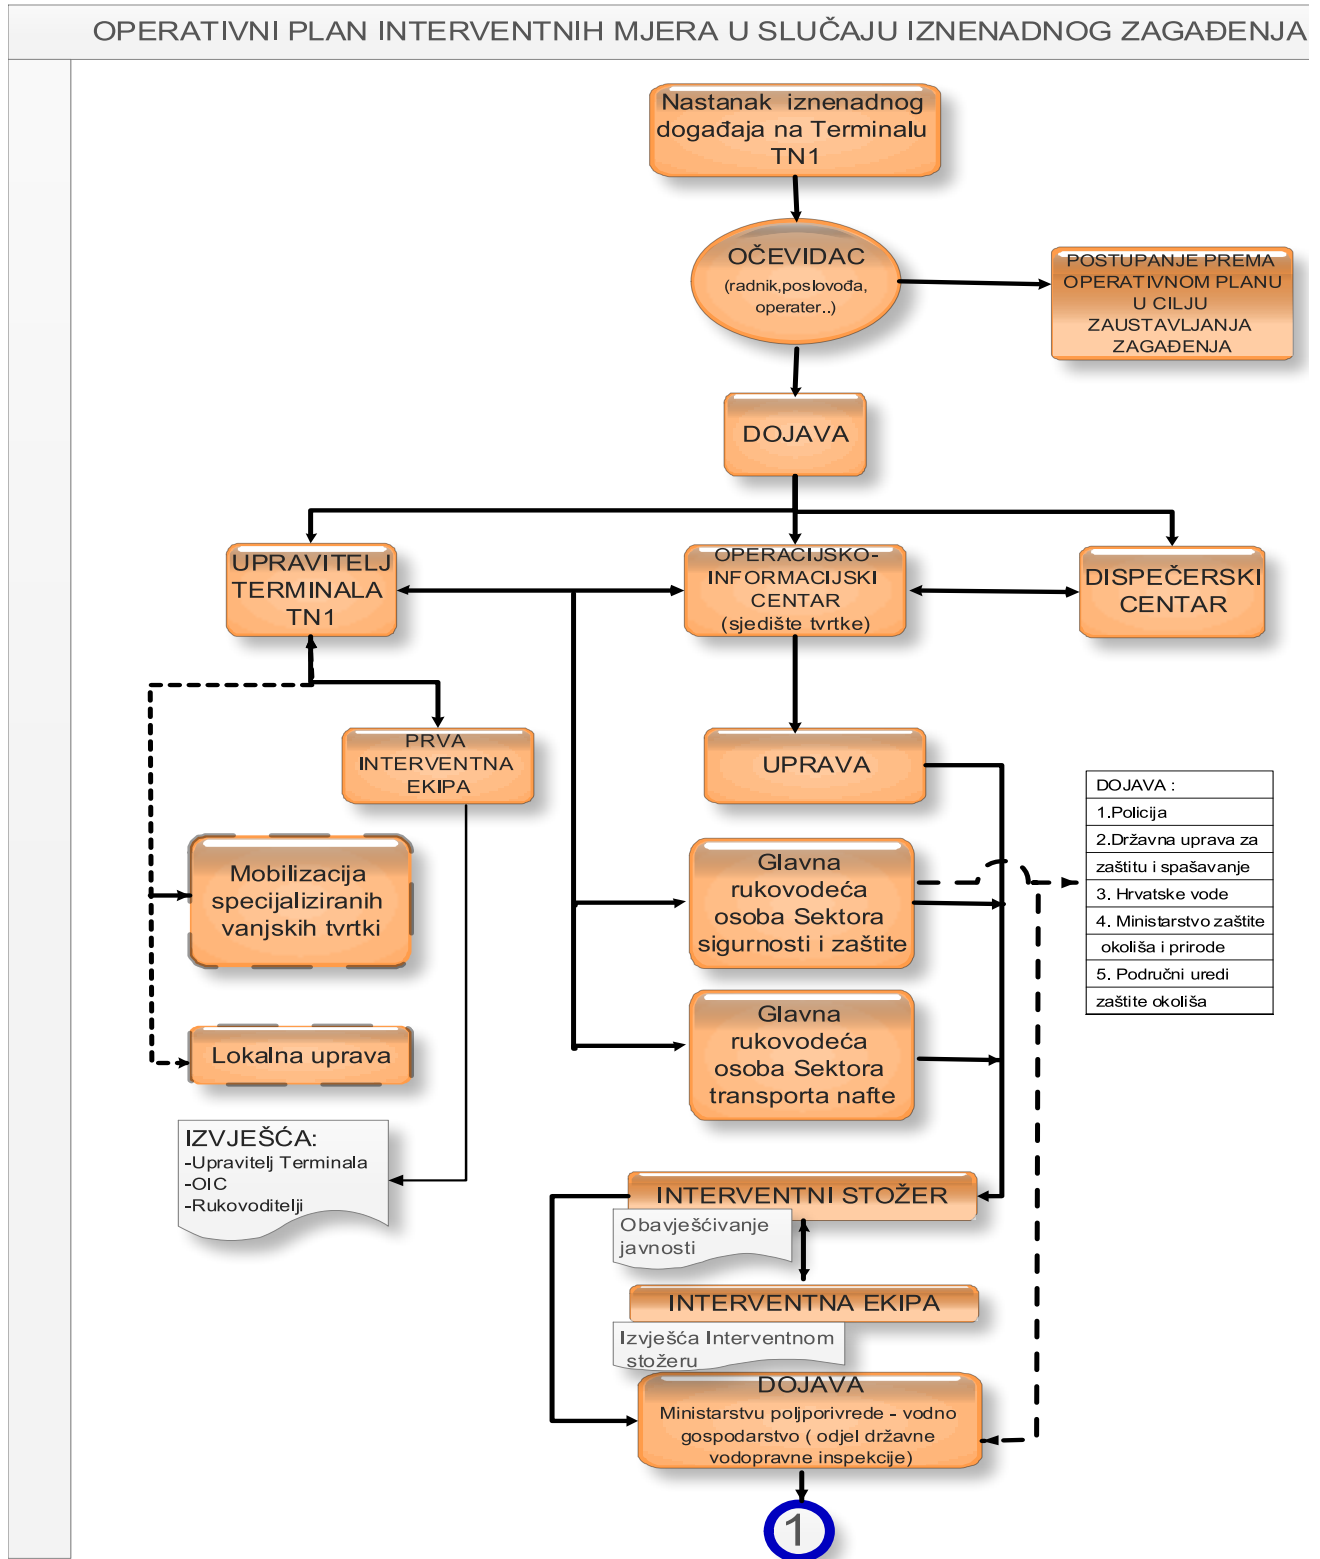 OPERATIVNI PLAN INTERVENTNIH MJERA U SLUČAJU IZNENADNOG ZAGAĐENJA
Nastanak iznenadnog
događaja na Terminalu
TN1
OČEVIDAC
(radnik,poslovođa,
operater..)
POSTUPANJE PREMA
OPERATIVNOM PLANU
U CILJU
ZAUSTAVLJANJA
ZAGAĐENJA
DOJAVA
UPRAVITELJ
TERMINALA
TN1
OPERACIJSKO-
INFORMACIJSKI
CENTAR
(sjedište tvrtke)
DISPEČERSKI
CENTAR
PRVA
INTERVENTNA
EKIPA
UPRAVA
DOJAVA :
1.Policija
2.Državna uprava za
zaštitu i spašavanje
3. Hrvatske vode
4. Ministarstvo zaštite
okoliša i prirode
5. Područni uredi
zaštite okoliša
Mobilizacija
specijaliziranih
vanjskih tvrtki
Glavna
rukovodeća
osoba Sektora
sigurnosti i zaštite
Lokalna uprava
Glavna
rukovodeća
osoba Sektora
transporta nafte
IZVJEŠĆA:
-Upravitelj Terminala
-OIC
-Rukovoditelji
INTERVENTNI STOŽER
Obavješćivanje
javnosti
INTERVENTNA EKIPA
Izvješća Interventnom
stožeru
DOJAVA
Ministarstvu poljporivrede - vodno
gospodarstvo ( odjel državne
vodopravne inspekcije)
1